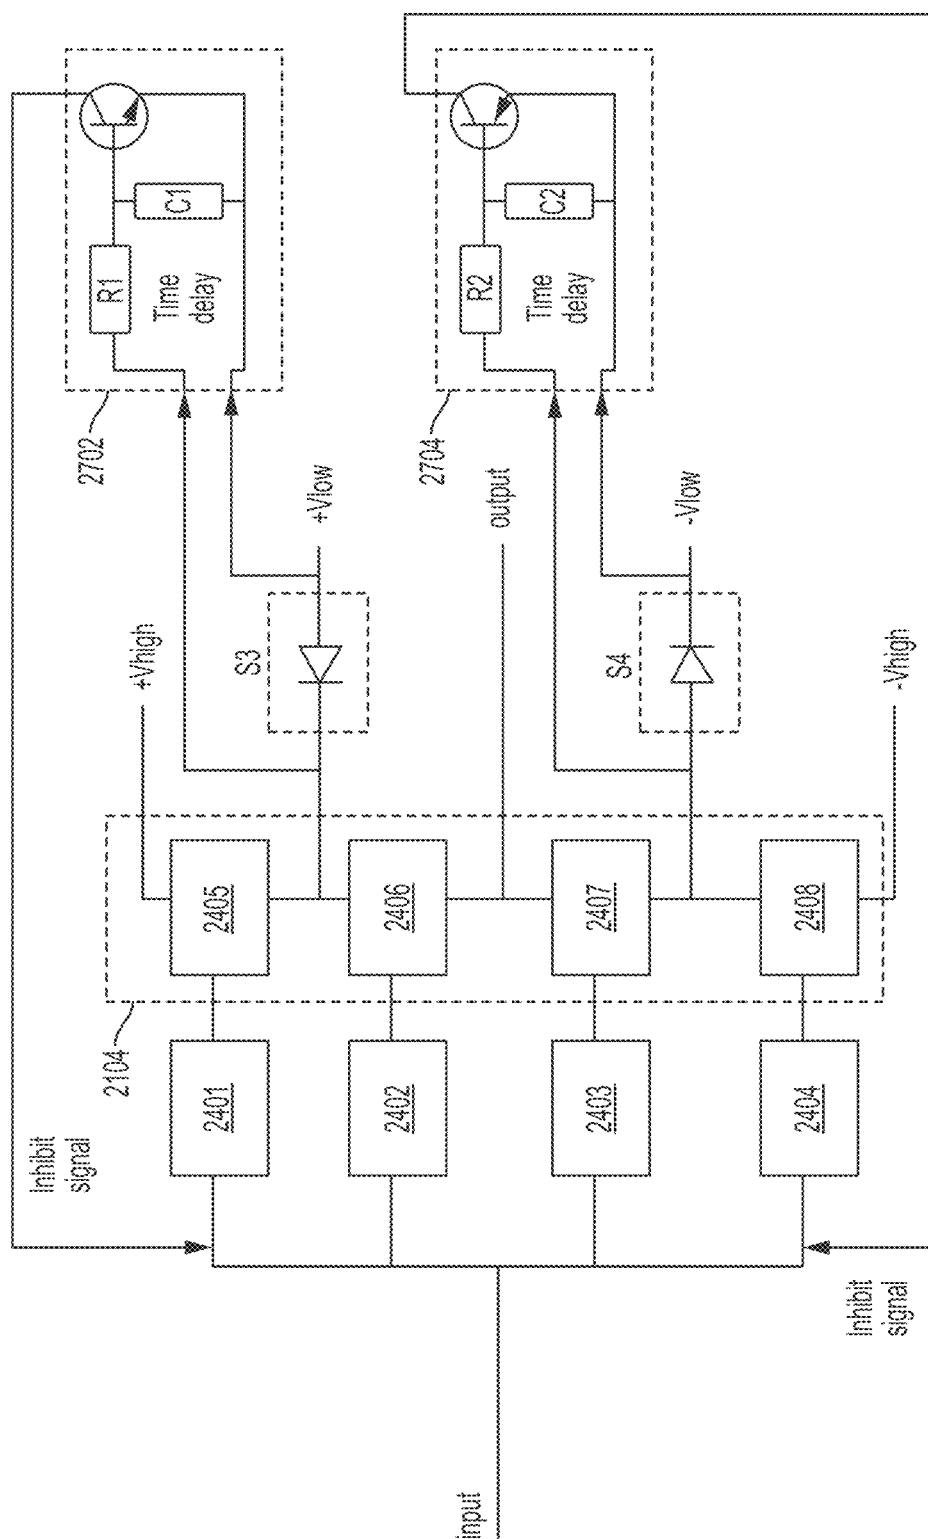 input
Inhibit
signal
Inhibit
signal
2104
2401
2402
2403
2404
2405
2406
2407
2408
+Vhigh
-Vhigh
S3
S4
+Vlow
output
-Vlow
2702
2704
R1
C1
Time
delay
R2
C2
Time
delay